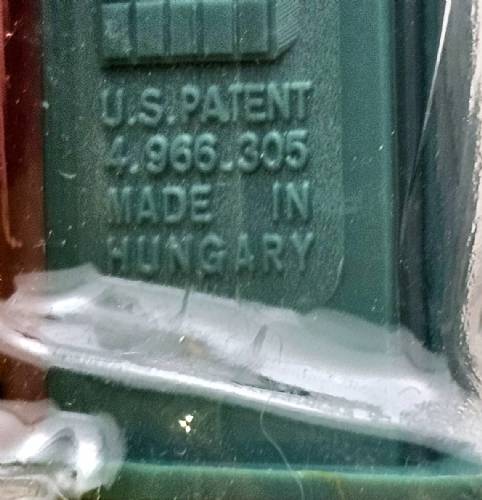 U.S. PATENT
4.966.305
MADE IN
HUNGARY